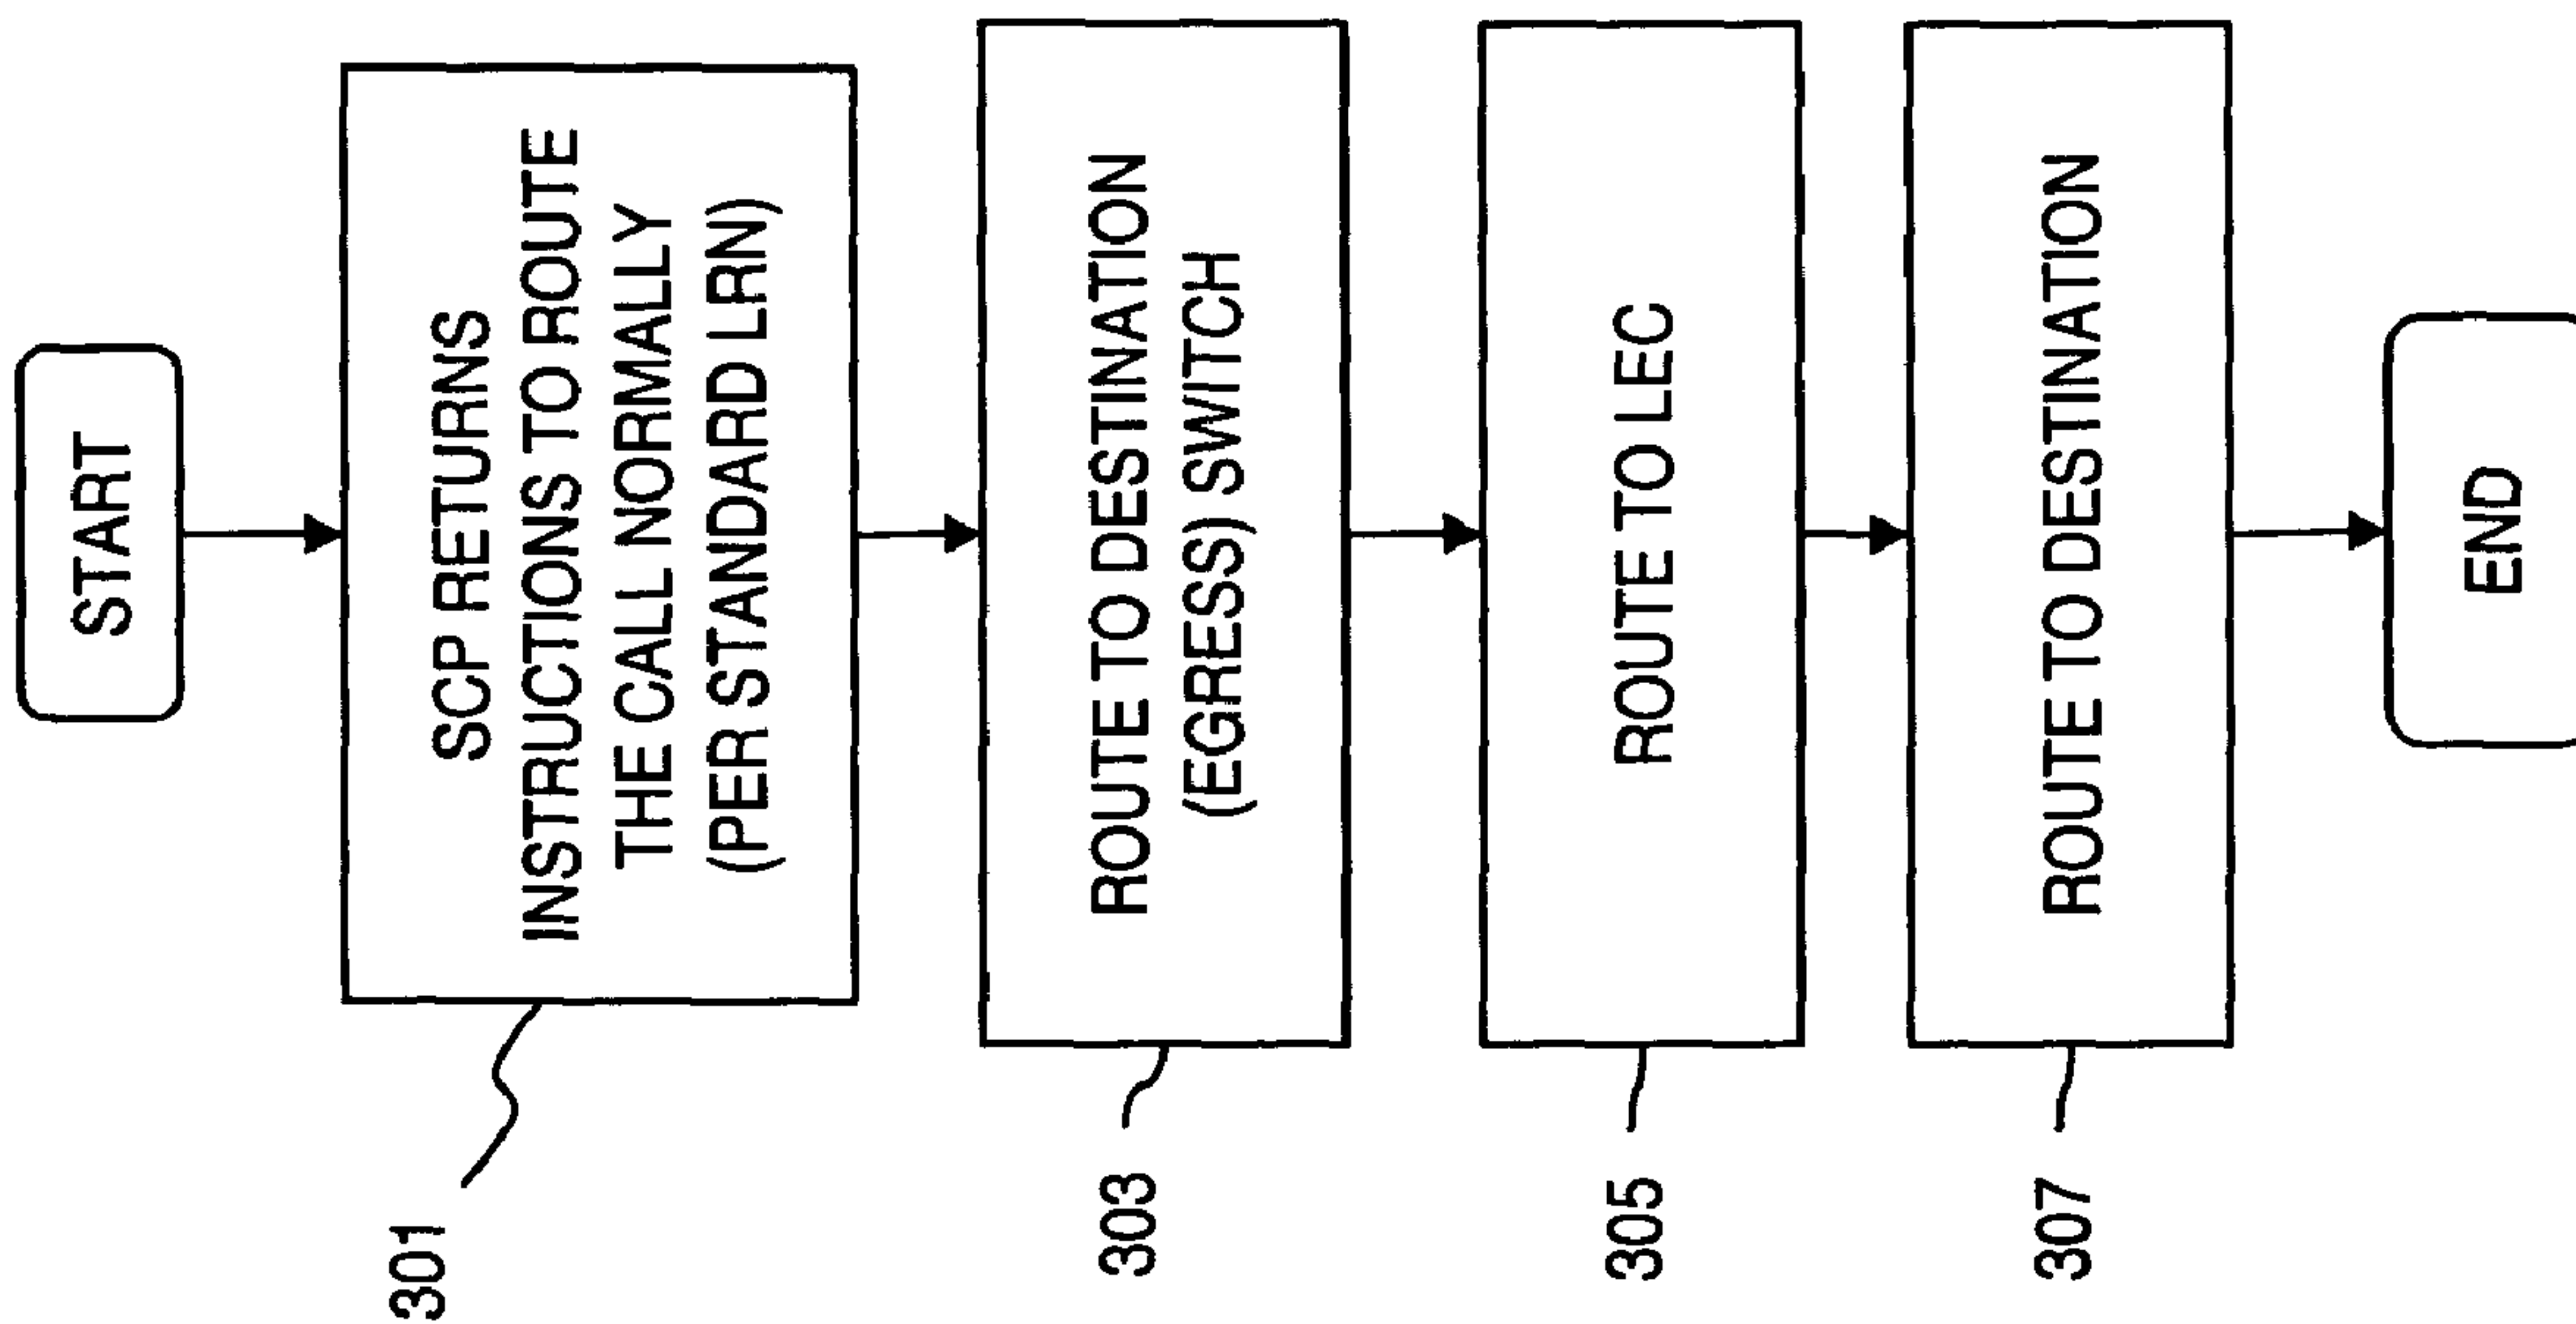 START
301
SCP RETURNS
INSTRUCTIONS TO ROUTE
THE CALL NORMALLY
(PER STANDARD LRN)
303
ROUTE TO DESTINATION
(EGRESS) SWITCH
305
ROUTE TO LEC
307
ROUTE TO DESTINATION
END